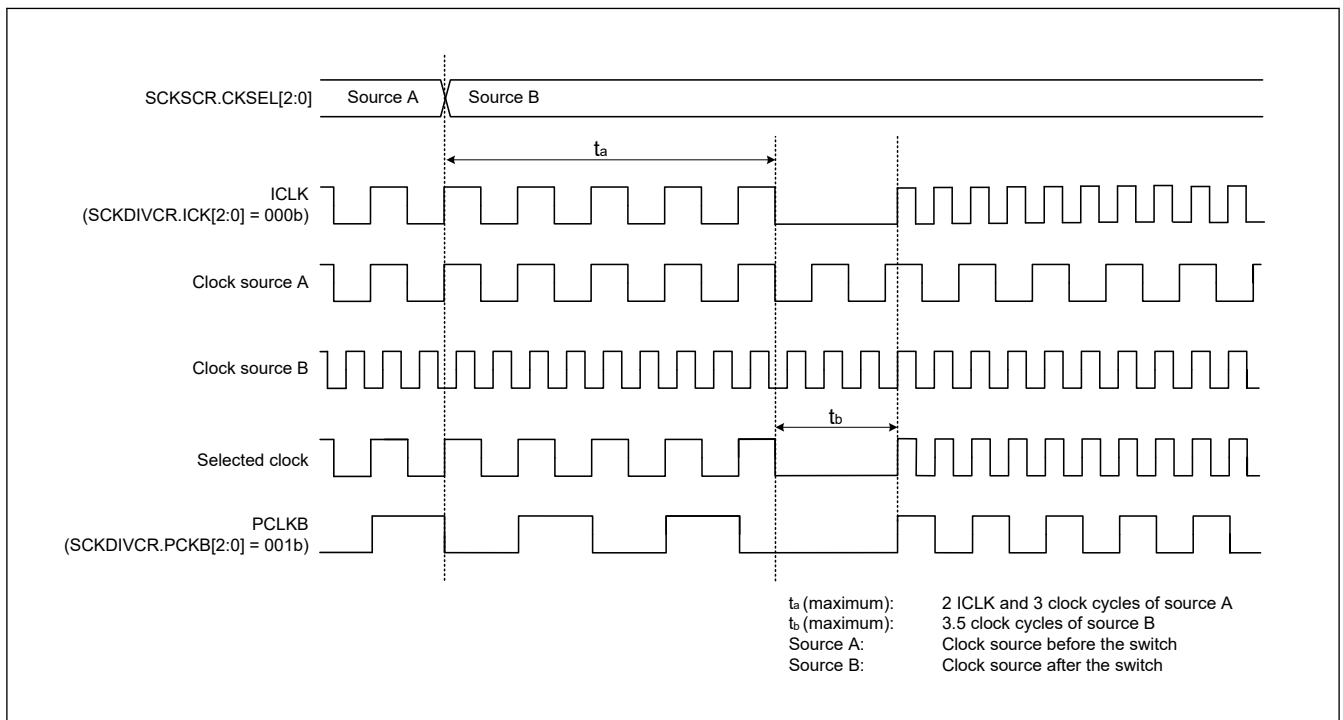 SCKSCR.CKSEL[2:0]
Source A
Source B
ta
ICLK
(SCKDIVCR.ICK[2:0] = 000b)
Clock source A
Clock source B
tb
Selected clock
PCLKB
(SCKDIVCR.PCKB[2:0] = 001b)
ta (maximum): 2 ICLK and 3 clock cycles of source A
tb (maximum): 3.5 clock cycles of source B
Source A: Clock source before the switch
Source B: Clock source after the switch